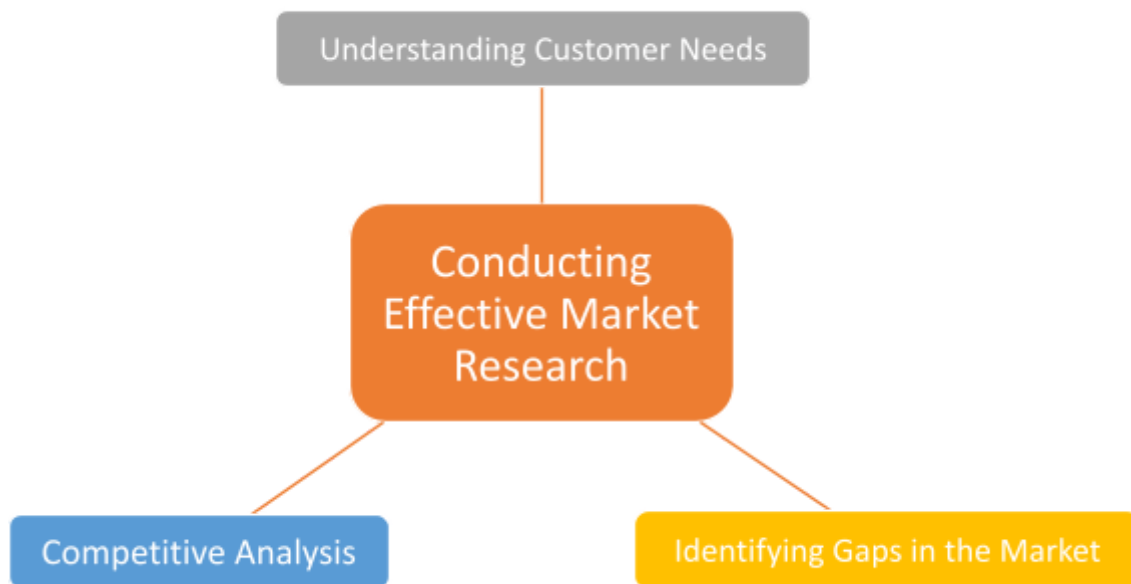 Understanding Customer Needs
Conducting
Effective Market
Research
Competitive Analysis
Identifying Gaps in the Market